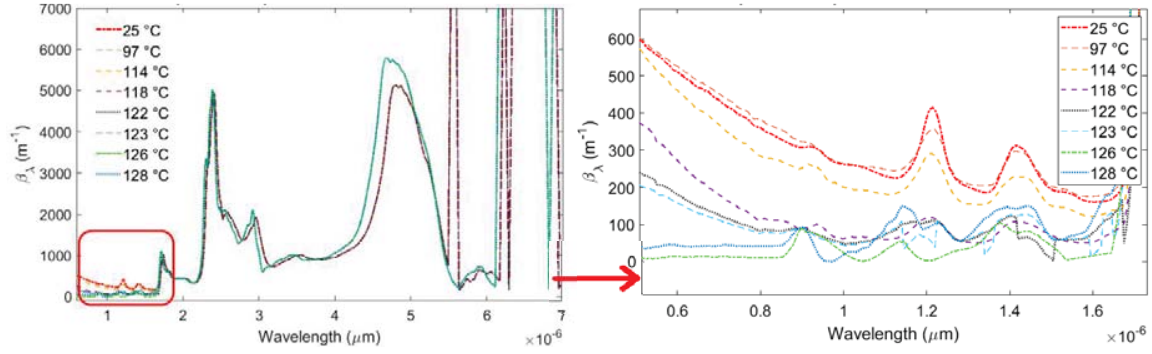 7000
6000
5000
4000
3000
2000
1000
0
β_λ (m⁻¹)
25 °C
97 °C
114 °C
118 °C
122 °C
123 °C
126 °C
128 °C
1 2 3 4 5 6 7
Wavelength (μm)
×10⁻⁶
600
500
400
300
200
100
0
β_λ (m⁻¹)
25 °C
97 °C
114 °C
118 °C
122 °C
123 °C
126 °C
128 °C
0.6 0.8 1 1.2 1.4 1.6
Wavelength (μm)
×10⁻⁶